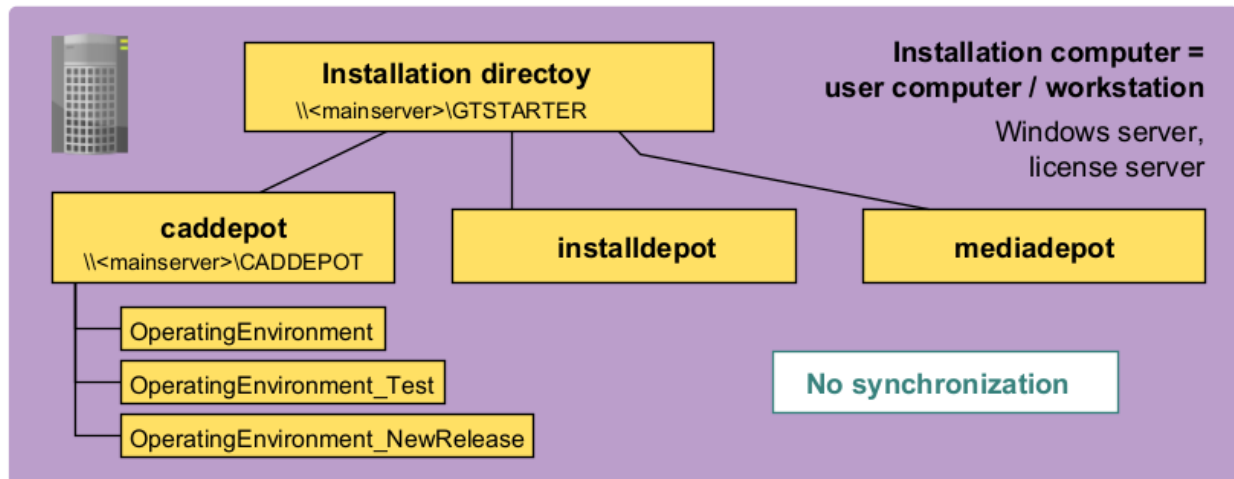 Installation directoy
\\<mainserver>\GTSTARTER
Installation computer =
user computer / workstation
Windows server,
license server
caddepot
\\<mainserver>\CADDEPOT
installdepot
mediadepot
OperatingEnvironment
OperatingEnvironment_Test
OperatingEnvironment_NewRelease
No synchronization